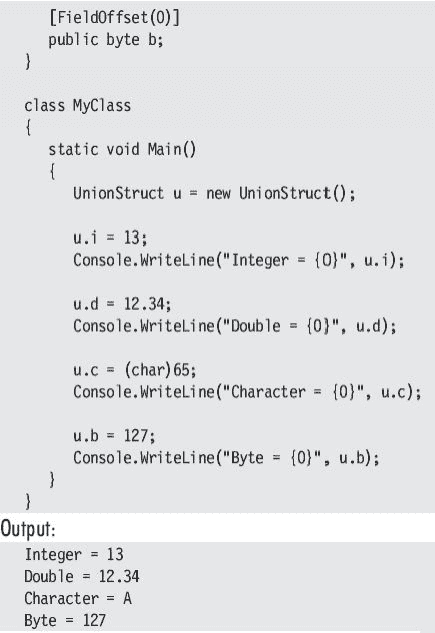 [FieldOffset(0)]
public byte b;
}
class MyClass
{
static void Main()
{
UnionStruct u = new UnionStruct();
u.i = 13;
Console.WriteLine("Integer = {0}", u.i);
u.d = 12.34;
Console.WriteLine("Double = {0}", u.d);
u.c = (char)65;
Console.WriteLine("Character = {0}", u.c);
u.b = 127;
Console.WriteLine("Byte = {0}", u.b);
}
}
Output:
Integer = 13
Double = 12.34
Character = A
Byte = 127